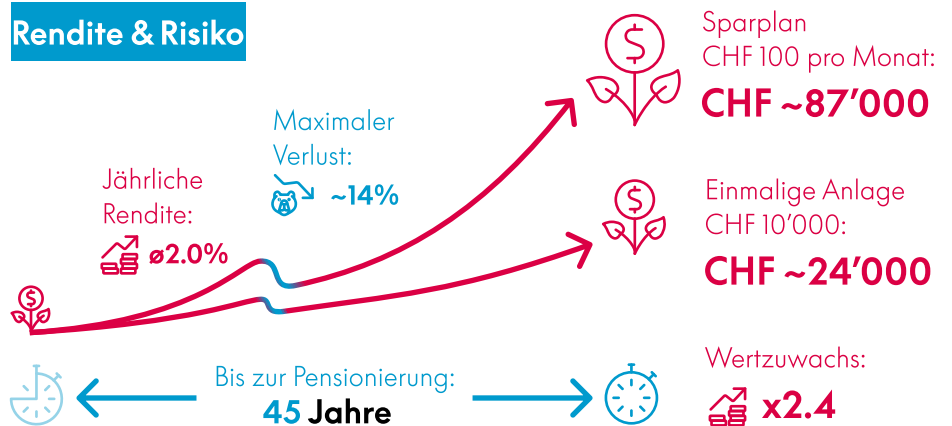 Rendite & Risiko
Sparplan
CHF 100 pro Monat:
CHF ~87’000
Maximaler
Verlust:
~14%
Jährliche
Rendite:
ø2.0%
Einmalige Anlage
CHF 10’000:
CHF ~24’000
Bis zur Pensionierung:
45 Jahre
Wertzuwachs:
x2.4